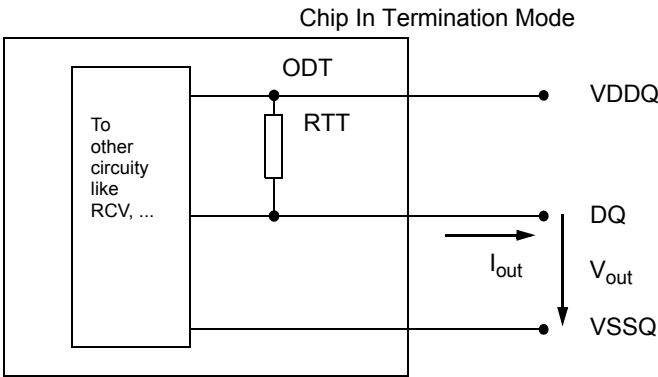 Chip In Termination Mode
ODT
VDDQ
RTT
To
other
circuity
like
RCV, ...
DQ
Iout
Vout
VSSQ